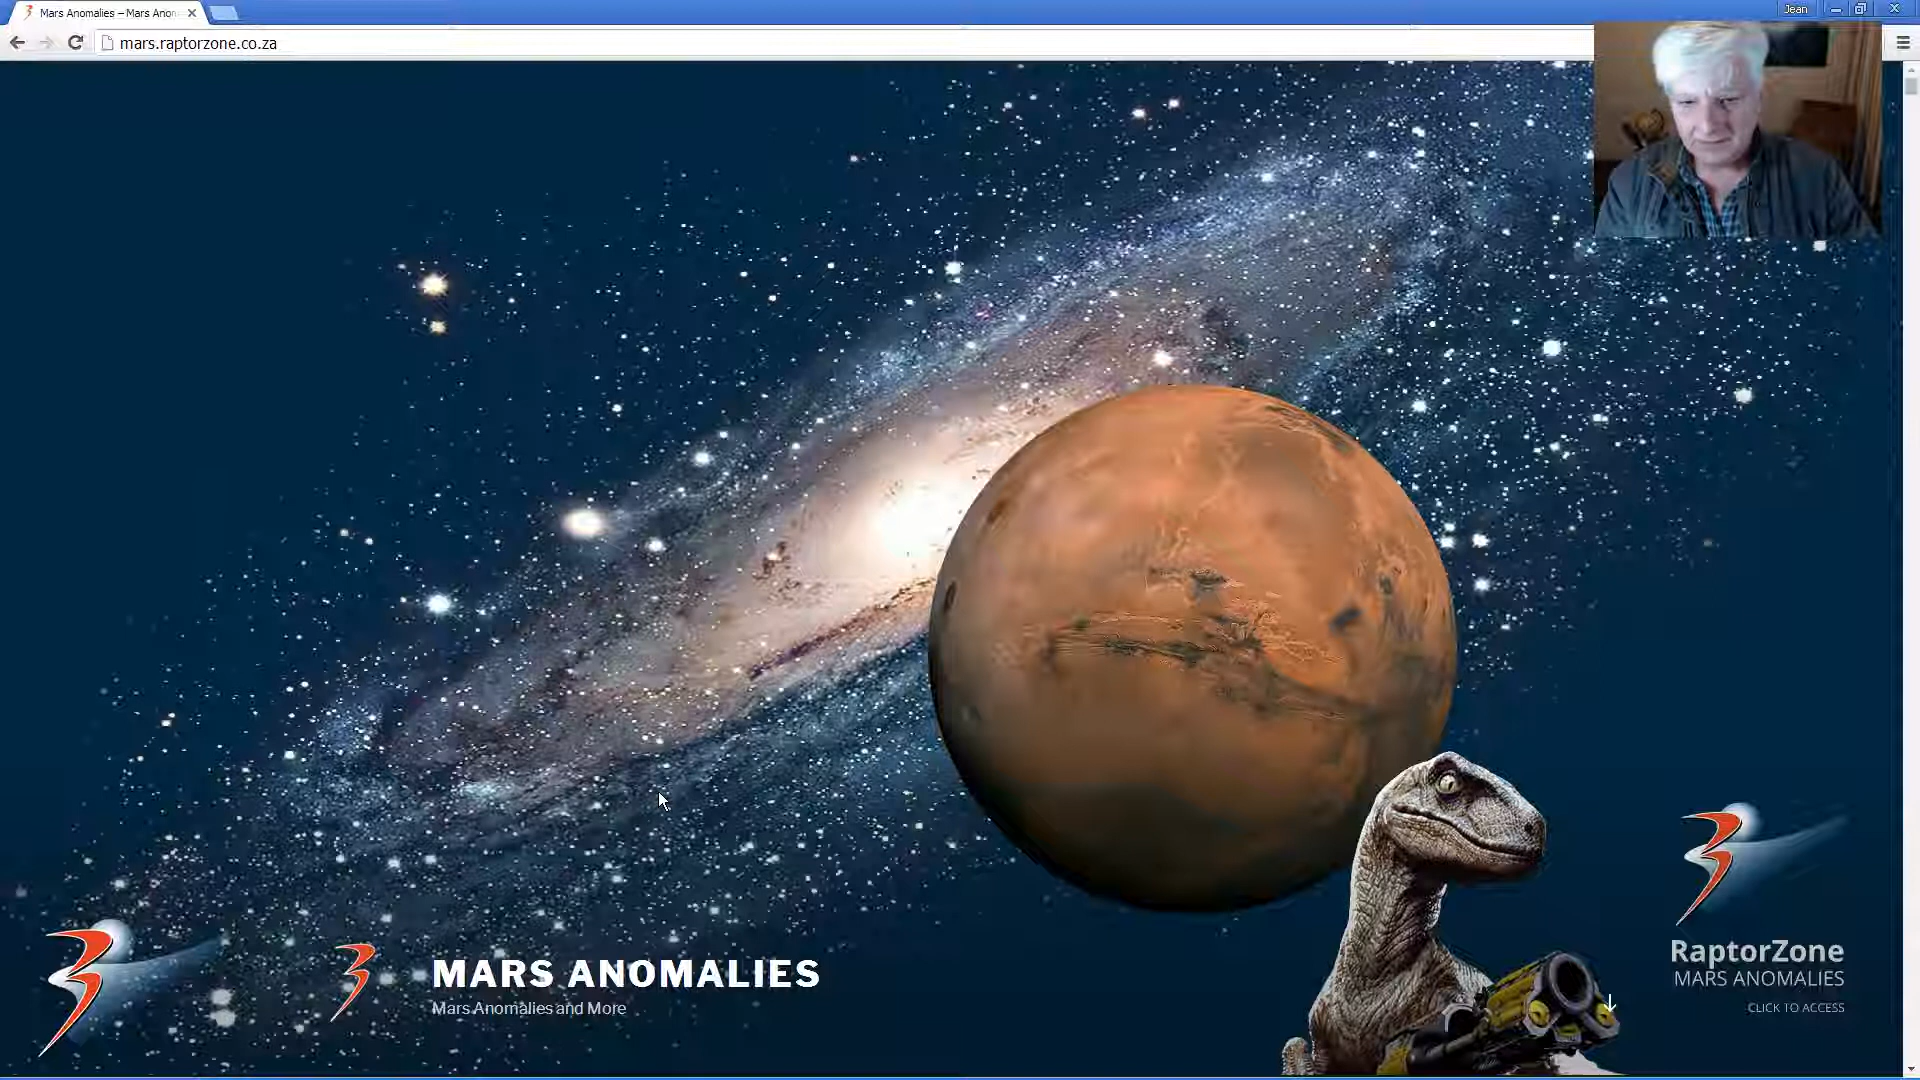 Mars Anomalies – Mars Anom
Jean
mars.raptorzone.co.za
MARS ANOMALIES
Mars Anomalies and More
RaptorZone
MARS ANOMALIES
CLICK TO ACCESS